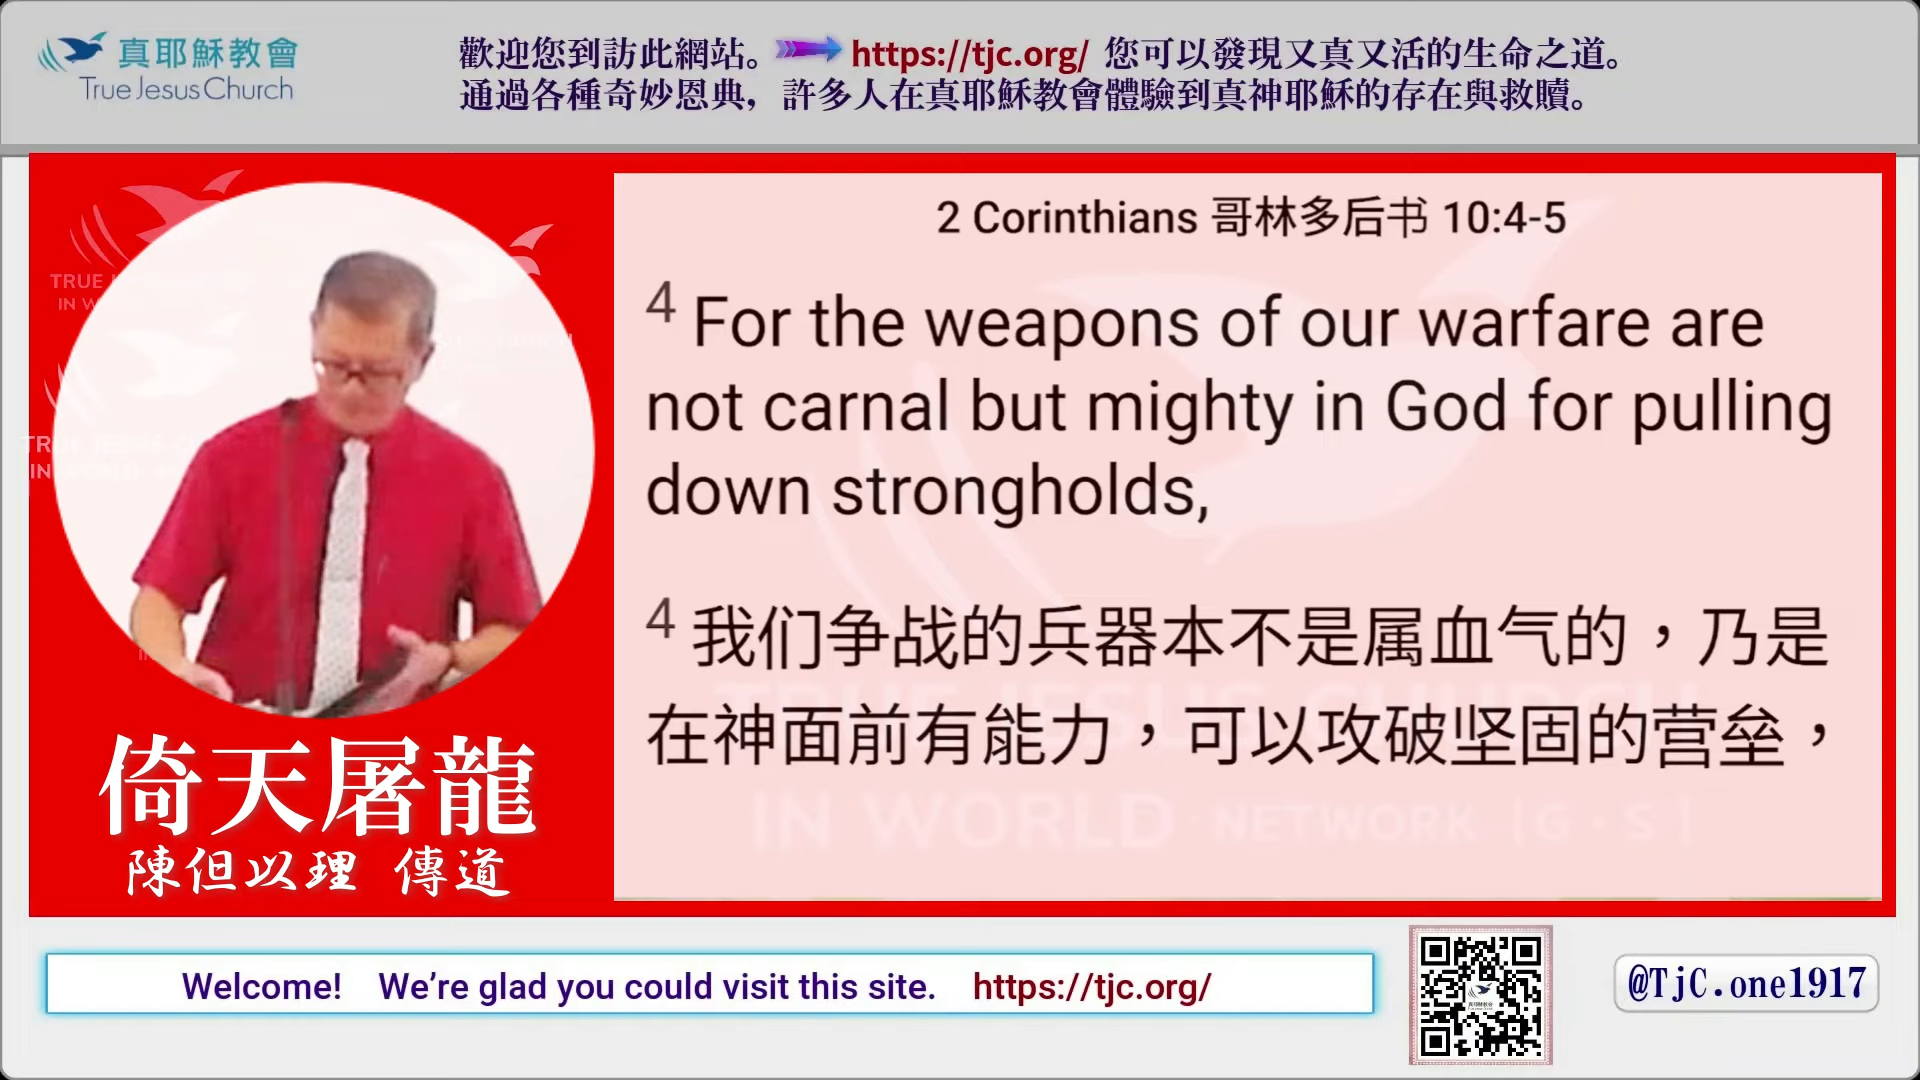 真耶穌教會
True Jesus Church
歡迎您到訪此網站。 https://tjc.org/ 您可以發現又真又活的生命之道。
通過各種奇妙恩典，許多人在真耶穌教會體驗到真神耶穌的存在與救贖。
2 Corinthians 哥林多后书 10:4-5
4 For the weapons of our warfare are
not carnal but mighty in God for pulling
down strongholds,
4 我们争战的兵器本不是属血气的，乃是
在神面前有能力，可以攻破坚固的营垒，
TRUE JESUS CHURCH
IN WORLD · NETWORK [G·S]
倚天屠龍
陳但以理 傳道
Welcome! We’re glad you could visit this site. https://tjc.org/
@TjC.one1917